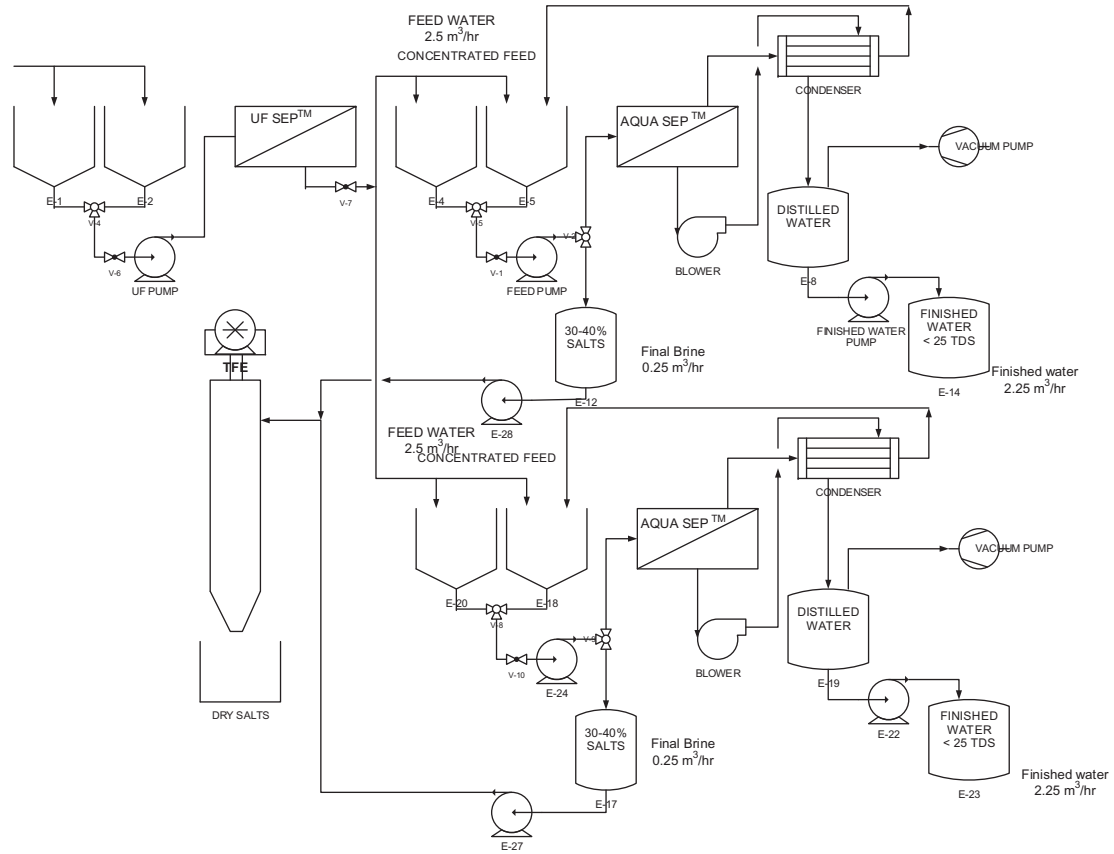 FEED WATER
2.5 m3/hr
CONCENTRATED FEED
UF SEP™
AQUA SEP™
CONDENSER
VACUUM PUMP
E-1
E-2
V-4
V-6
UF PUMP
V-7
E-4
E-5
V-5
V-1
FEED PUMP
V-2
BLOWER
DISTILLED
WATER
E-8
FINISHED WATER
PUMP
FINISHED
WATER
< 25 TDS
E-14
Finished water
2.25 m3/hr
30-40%
SALTS
Final Brine
0.25 m3/hr
E-12
E-28
TFE
DRY SALTS
FEED WATER
2.5 m3/hr
CONCENTRATED FEED
AQUA SEP™
CONDENSER
VACUUM PUMP
E-20
E-18
V-8
V-10
E-24
V-9
BLOWER
DISTILLED
WATER
E-19
E-22
FINISHED
WATER
< 25 TDS
E-23
Finished water
2.25 m3/hr
30-40%
SALTS
Final Brine
0.25 m3/hr
E-17
E-27